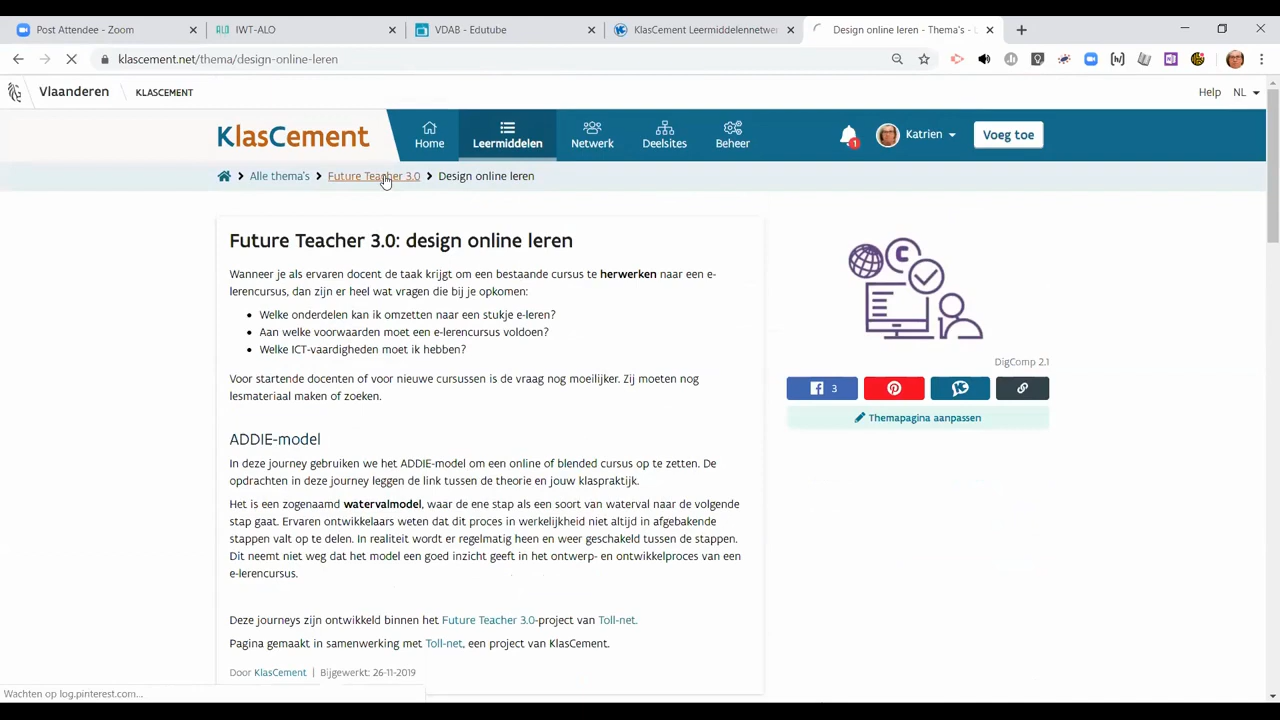 Post Attendee - Zoom
IWT-ALO
VDAB - Edutube
KlasCement Leermiddelennetwer
Design online leren - Thema's - L
klascement.net/thema/design-online-leren
Vlaanderen
KLASCEMENT
Help
NL
KlasCement
Home
Leermiddelen
Netwerk
Deelsites
Beheer
1
Katrien
Voeg toe
Alle thema's
Future Teacher 3.0
Design online leren
Future Teacher 3.0: design online leren
Wanneer je als ervaren docent de taak krijgt om een bestaande cursus te herwerken naar een e-
lerencursus, dan zijn er heel wat vragen die bij je opkomen:
Welke onderdelen kan ik omzetten naar een stukje e-leren?
Aan welke voorwaarden moet een e-lerencursus voldoen?
Welke ICT-vaardigheden moet ik hebben?
Voor startende docenten of voor nieuwe cursussen is de vraag nog moeilijker. Zij moeten nog
lesmateriaal maken of zoeken.
ADDIE-model
In deze journey gebruiken we het ADDIE-model om een online of blended cursus op te zetten. De
opdrachten in deze journey leggen de link tussen de theorie en jouw klaspraktijk.
Het is een zogenaamd watervalmodel, waar de ene stap als een soort van waterval naar de volgende
stap gaat. Ervaren ontwikkelaars weten dat dit proces in werkelijkheid niet altijd in afgebakende
stappen valt op te delen. In realiteit wordt er regelmatig heen en weer geschakeld tussen de stappen.
Dit neemt niet weg dat het model een goed inzicht geeft in het ontwerp- en ontwikkelproces van een
e-lerencursus.
Deze journeys zijn ontwikkeld binnen het Future Teacher 3.0-project van Toll-net.
Pagina gemaakt in samenwerking met Toll-net, een project van KlasCement.
Door KlasCement | Bijgewerkt: 26-11-2019
C
DigComp 2.1
3
Themapagina aanpassen
Wachten op log.pinterest.com...